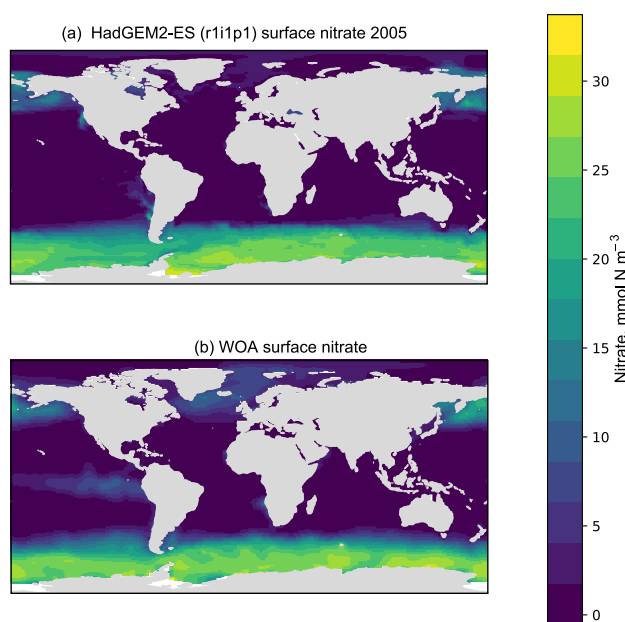 (a) HadGEM2-ES (r1i1p1) surface nitrate 2005
(b) WOA surface nitrate
30
25
20
15
10
5
0
Nitrate, mmol N m⁻³